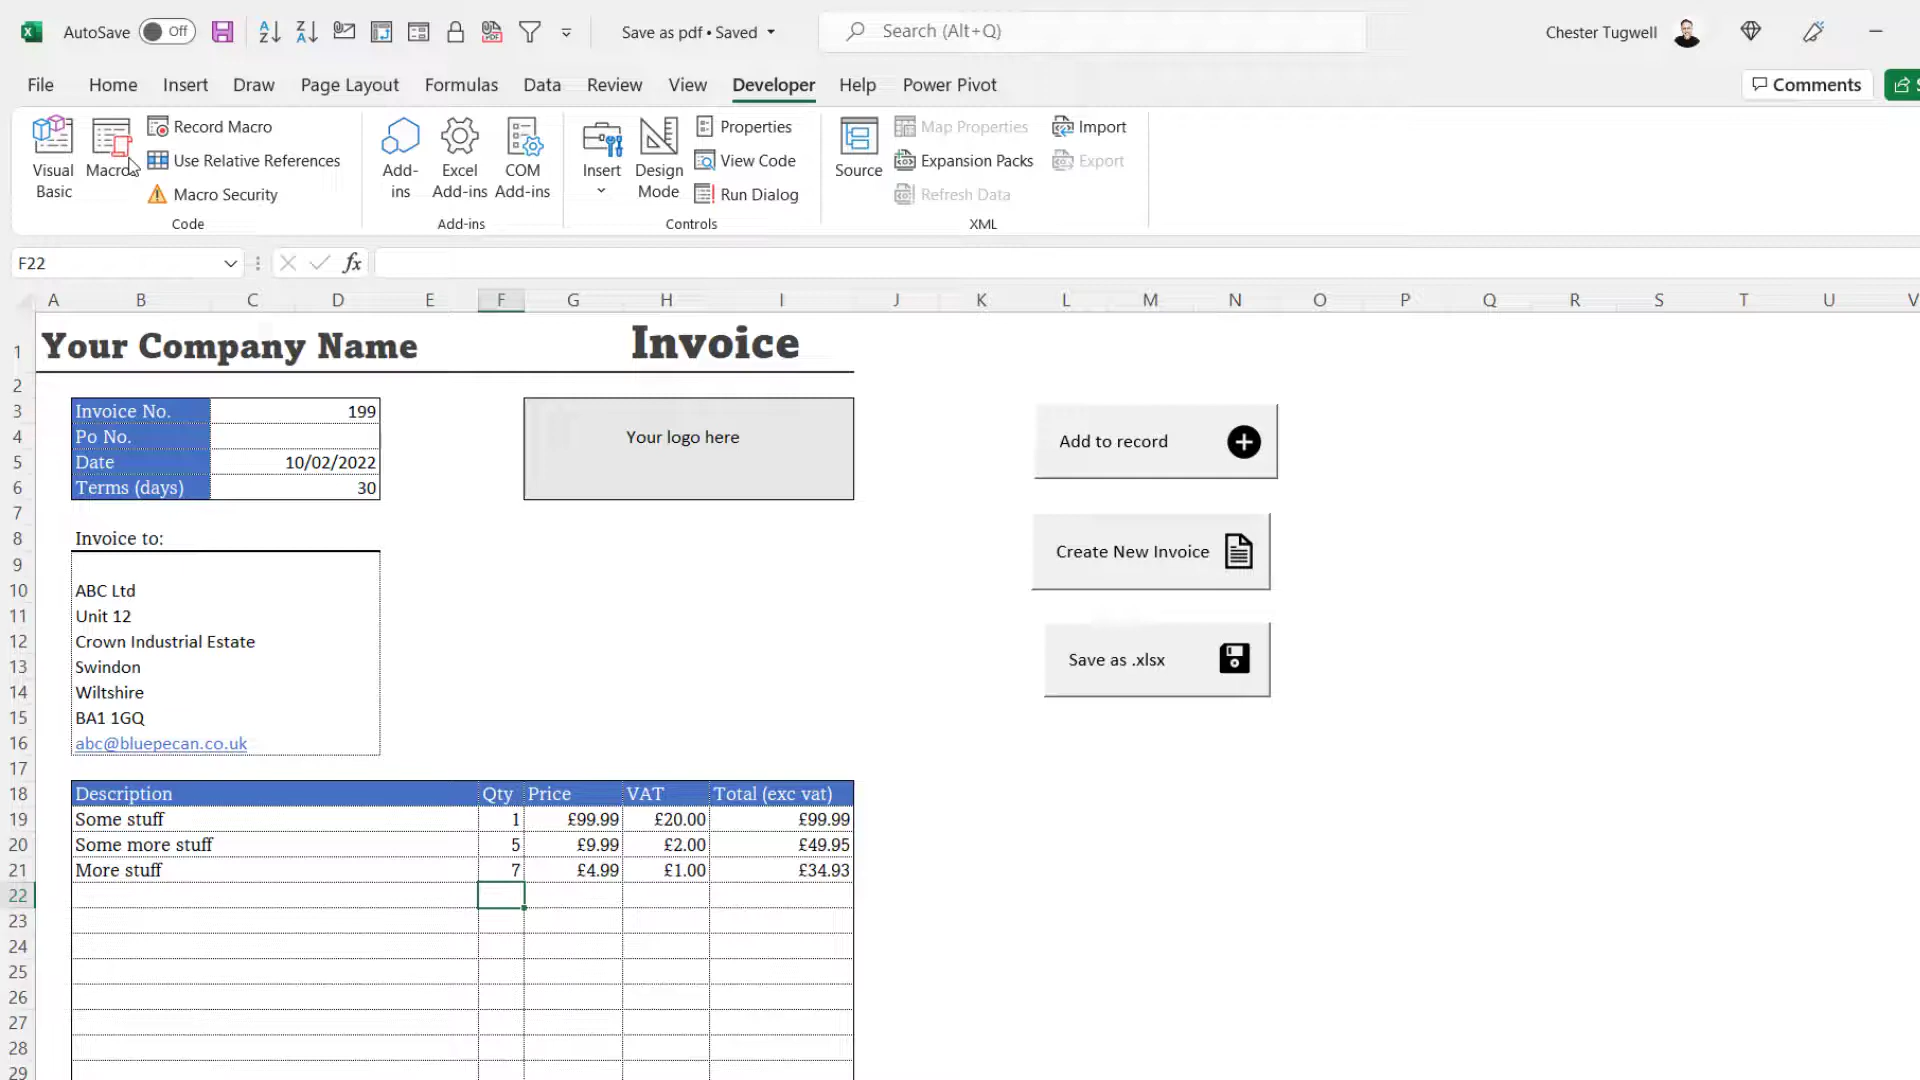 AutoSave Off Save as pdf • Saved Search (Alt+Q) Chester Tugwell
File Home Insert Draw Page Layout Formulas Data Review View Developer Help Power Pivot Comments
Visual Basic
Macros
Record Macro
Use Relative References
Macro Security
Code
Add-ins
Excel Add-ins
COM Add-ins
Add-ins
Insert
Design Mode
Properties
View Code
Run Dialog
Controls
Source
Map Properties
Expansion Packs
Refresh Data
Import
Export
XML
F22 fx
A B C D E F G H I J K L M N O P Q R S T U V
1 Your Company Name Invoice
2
3 Invoice No. 199
4 Po No. Your logo here
5 Date 10/02/2022
6 Terms (days) 30
7
8 Invoice to:
9
10 ABC Ltd
11 Unit 12
12 Crown Industrial Estate
13 Swindon
14 Wiltshire
15 BA1 1GQ
16 abc@bluepecan.co.uk
17
18 Description Qty Price VAT Total (exc vat)
19 Some stuff 1 £99.99 £20.00 £99.99
20 Some more stuff 5 £9.99 £2.00 £49.95
21 More stuff 7 £4.99 £1.00 £34.93
22
23
24
25
26
27
28
29
Add to record
Create New Invoice
Save as .xlsx